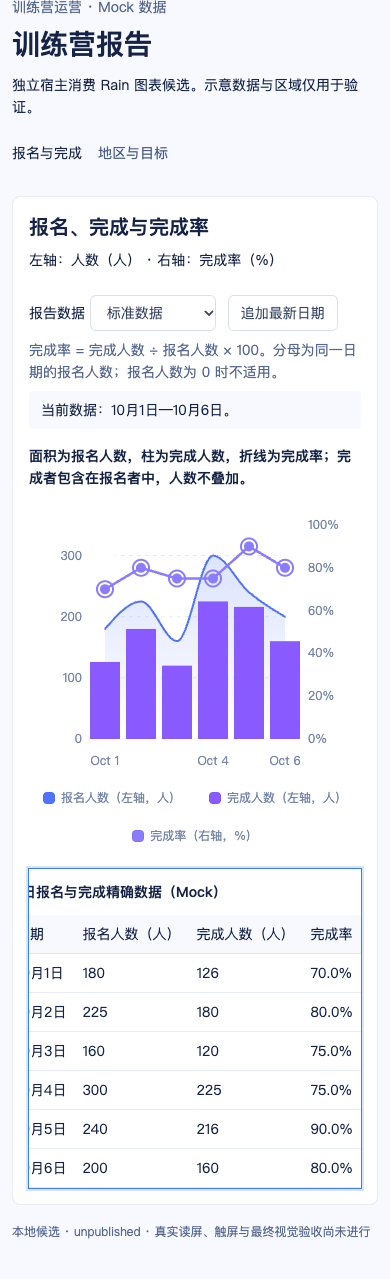 训练营运营 · Mock 数据
训练营报告
独立宿主消费 Rain 图表候选。示意数据与区域仅用于验
证。
报名与完成 地区与目标
报名、完成与完成率
左轴：人数（人） · 右轴：完成率（%）
报告数据 标准数据 追加最新日期
完成率 = 完成人数 ÷ 报名人数 × 100。分母为同一日
期的报名人数；报名人数为 0 时不适用。
当前数据：10月1日—10月6日。
面积为报名人数，柱为完成人数，折线为完成率；完
成者包含在报名者中，人数不叠加。
100%
300 80%
200 60%
40%
100
20%
0 0%
Oct 1 Oct 4 Oct 6
报名人数（左轴，人） 完成人数（左轴，人）
完成率（右轴，%）
日报名与完成精确数据（Mock）
期 报名人数（人） 完成人数（人） 完成率
月1日 180 126 70.0%
月2日 225 180 80.0%
月3日 160 120 75.0%
月4日 300 225 75.0%
月5日 240 216 90.0%
月6日 200 160 80.0%
本地候选 · unpublished · 真实读屏、触屏与最终视觉验收尚未进行